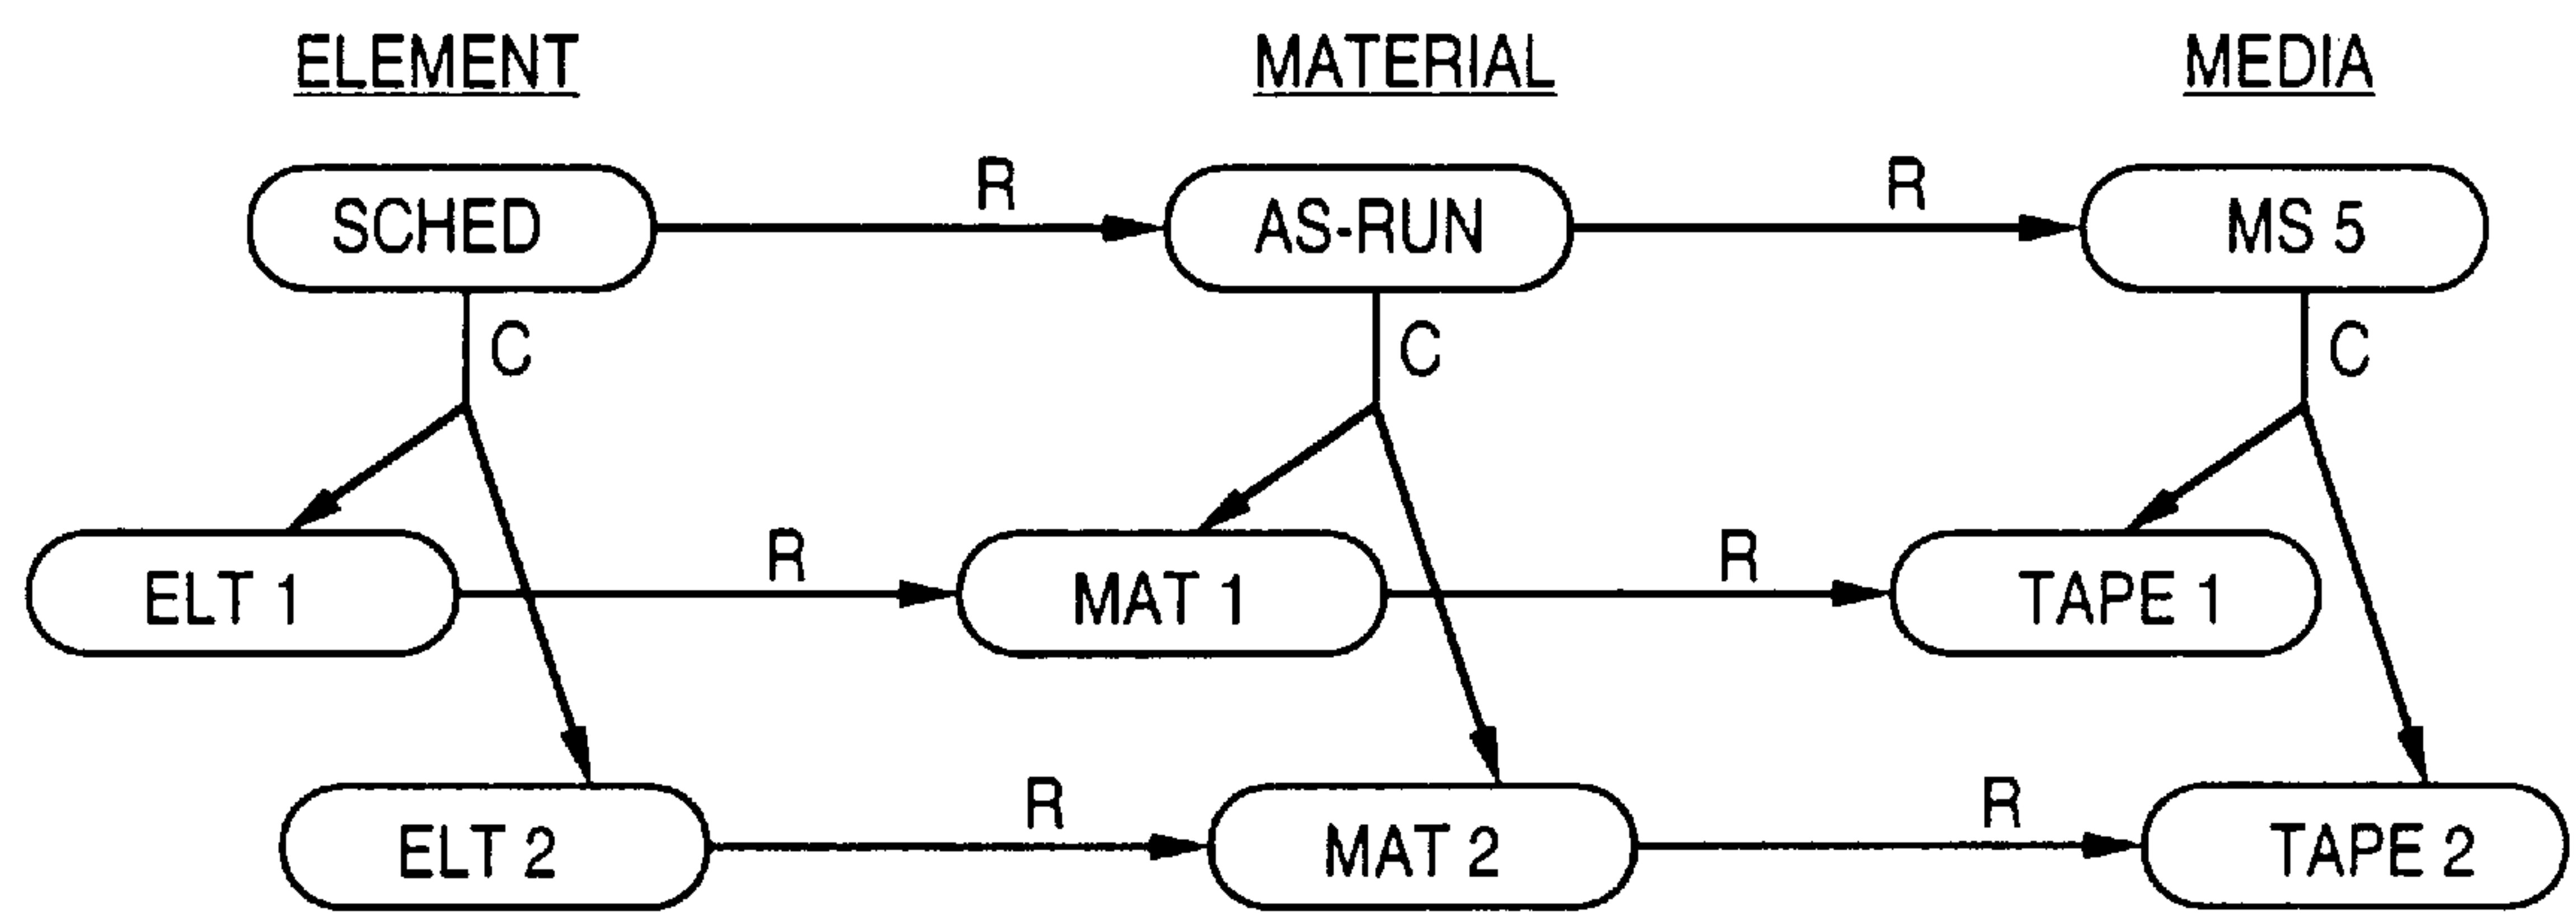 ELEMENT MATERIAL MEDIA
SCHED R AS-RUN R MS 5
C C C
ELT 1 R MAT 1 R TAPE 1
ELT 2 R MAT 2 R TAPE 2